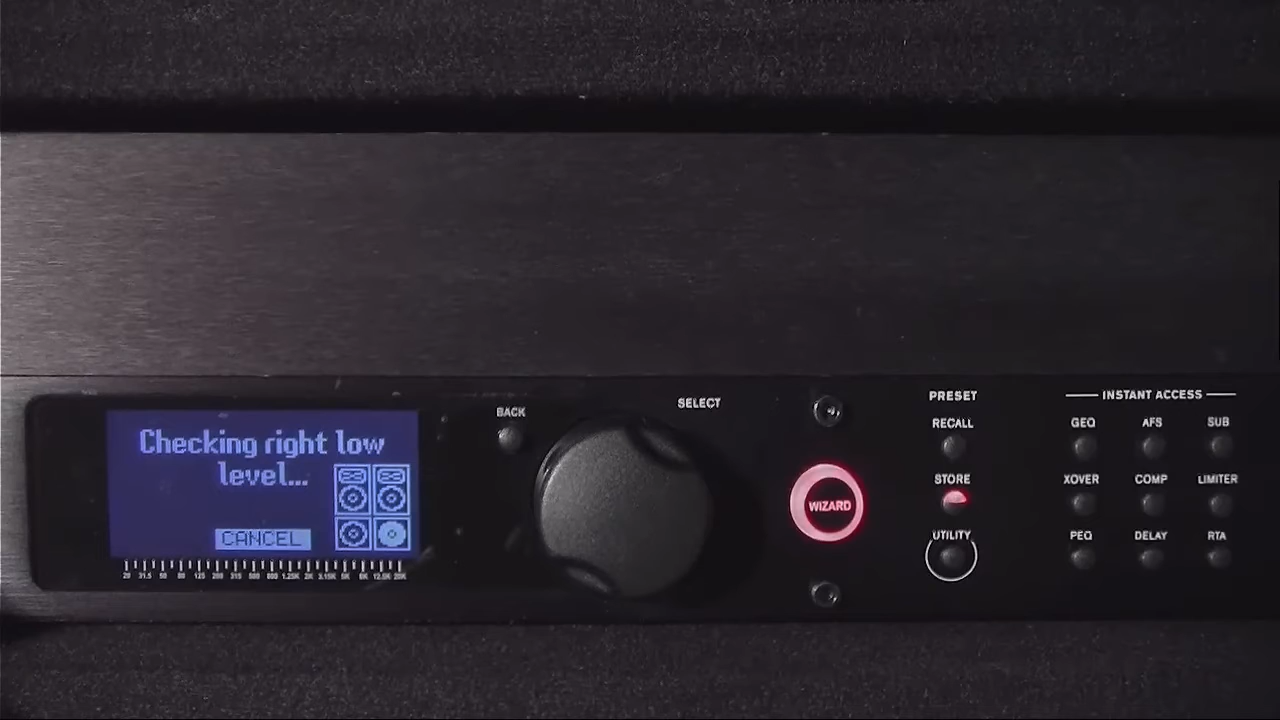 Checking right low
level...
CANCEL
20 31.5 50 80 125 200 315 500 800 1.25K 2K 3.15K 5K 8K 12.5K 20K
BACK
SELECT
WIZARD
PRESET
RECALL
STORE
UTILITY
INSTANT ACCESS
GEQ AFS SUB
XOVER COMP LIMITER
PEQ DELAY RTA